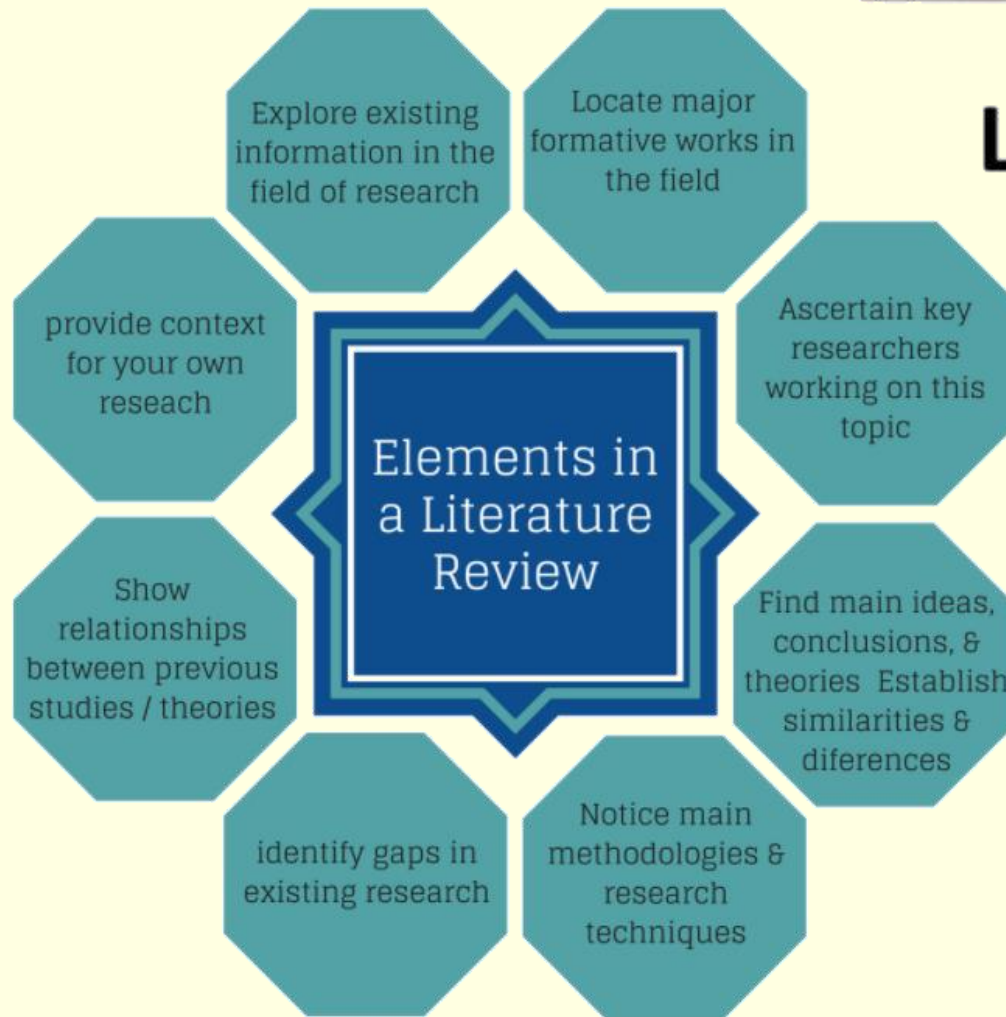 Explore existing
information in the
field of research
Locate major
formative works in
the field
L
Ascertain key
researchers
working on this
topic
Find main ideas,
conclusions, &
theories Establish
similarities &
diferences
Notice main
methodologies &
research
techniques
identify gaps in
existing research
Show
relationships
between previous
studies / theories
provide context
for your own
reseach
Elements in
a Literature
Review